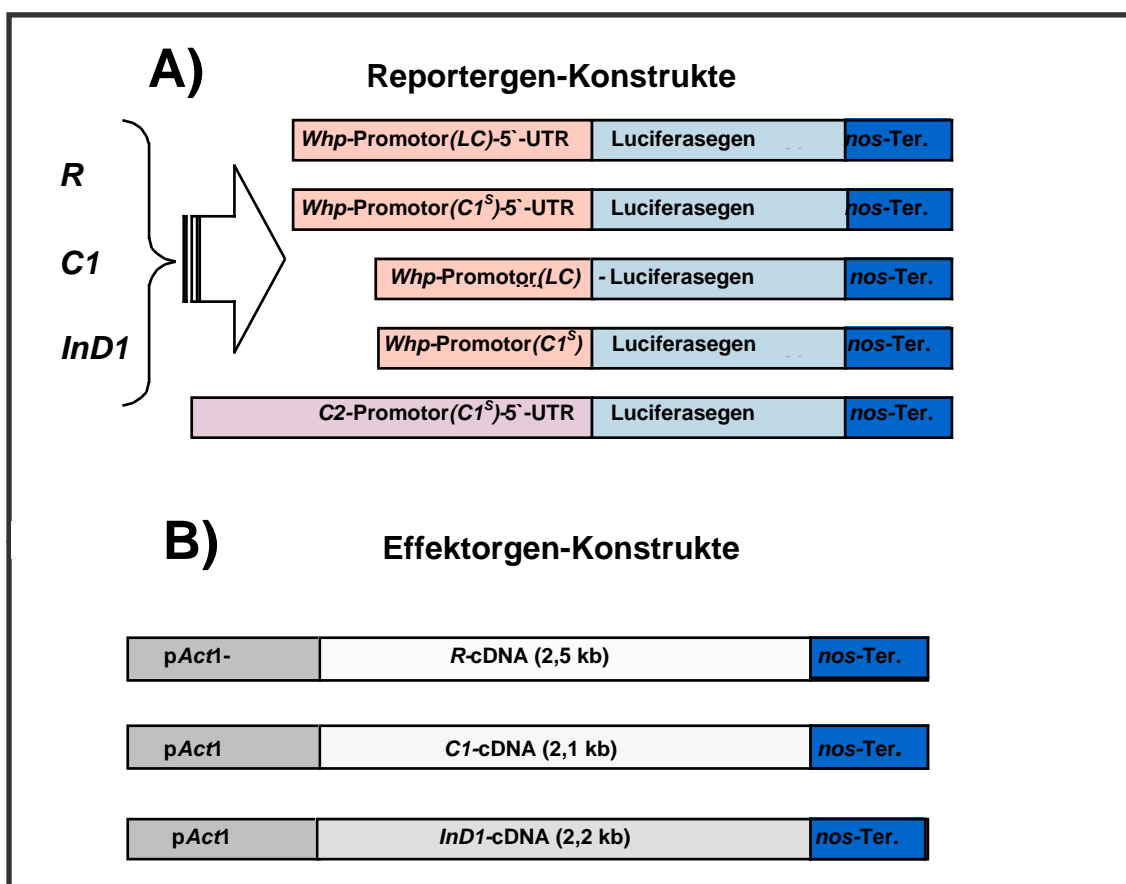 A)
Reportergen-Konstrukte
R
C1
InD1
Whp-Promotor(LC)-5`-UTR Luciferasegen nos-Ter.
Whp-Promotor(C1^S)-5`-UTR Luciferasegen nos-Ter.
Whp-Promotor(LC) -Luciferasegen nos-Ter.
Whp-Promotor(C1^S) Luciferasegen nos-Ter.
C2-Promotor(C1^S)-5`-UTR Luciferasegen nos-Ter.
B)
Effektorgen-Konstrukte
pAct1- R-cDNA (2,5 kb) nos-Ter.
pAct1 C1-cDNA (2,1 kb) nos-Ter.
pAct1 InD1-cDNA (2,2 kb) nos-Ter.